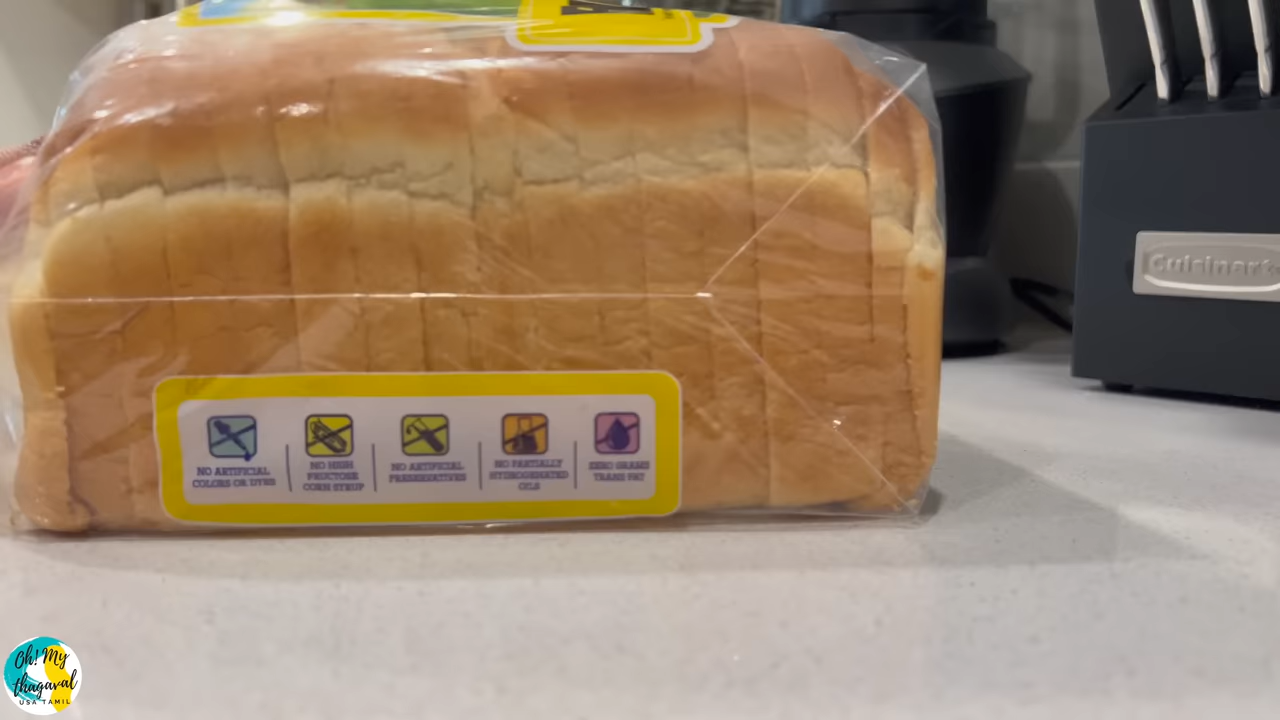 Cuisinart
NO ARTIFICIAL
COLORS OR DYES
NO HIGH
FRUCTOSE
CORN SYRUP
NO ARTIFICIAL
PRESERVATIVES
NO PARTIALLY
HYDROGENATED
OILS
ZERO GRAMS
TRANS FAT
Oh! My
thagaval
USA TAMIL